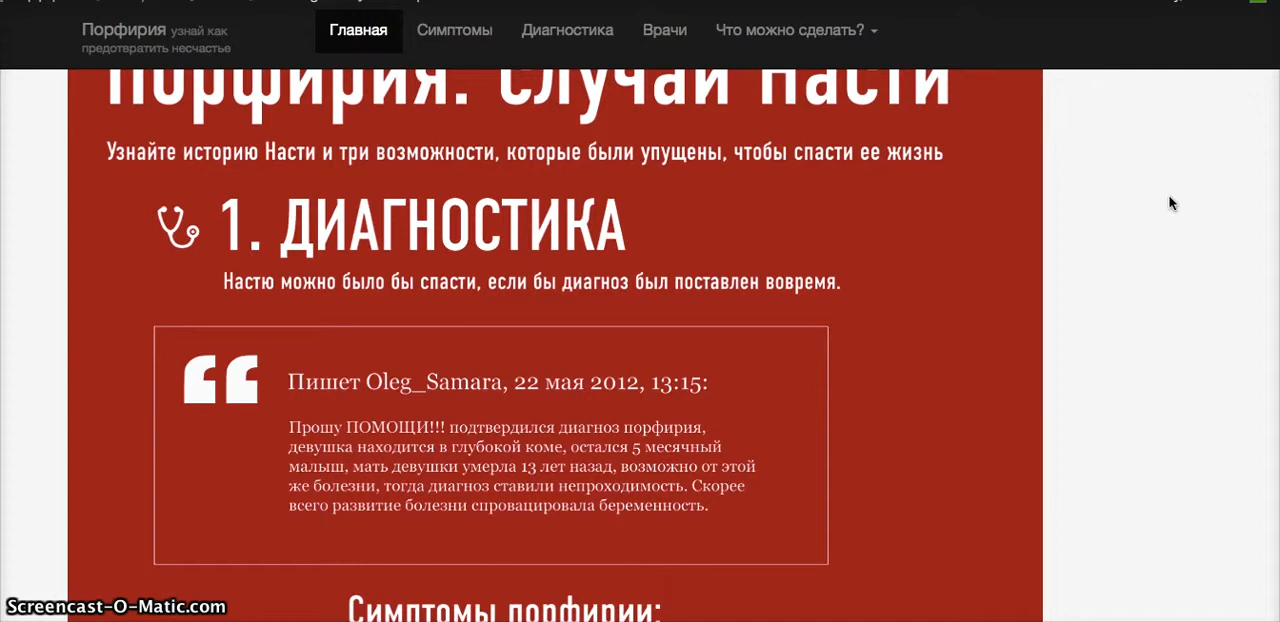 Порфирия узнай как
предотвратить несчастье
Главная
Симптомы
Диагностика
Врачи
Что можно сделать?
порфирия. Случай Насти
Узнайте историю Насти и три возможности, которые были упущены, чтобы спасти ее жизнь
1. ДИАГНОСТИКА
Настю можно было бы спасти, если бы диагноз был поставлен вовремя.
Пишет Oleg_Samara, 22 мая 2012, 13:15:
Прошу ПОМОЩИ!!! подтвердился диагноз порфирия,
девушка находится в глубокой коме, остался 5 месячный
малыш, мать девушки умерла 13 лет назад, возможно от этой
же болезни, тогда диагноз ставили непроходимость. Скорее
всего развитие болезни спровацировала беременность.
Симптомы порфирии:
Screencast-O-Matic.com